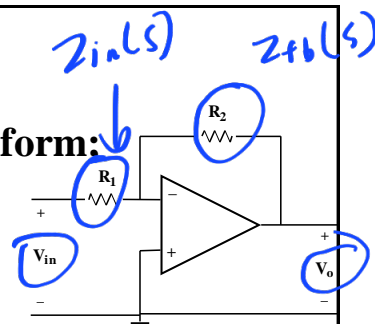 Zin(s) Zfb(s)
R2
form:
R1
+ − +
Vin + Vo
− −